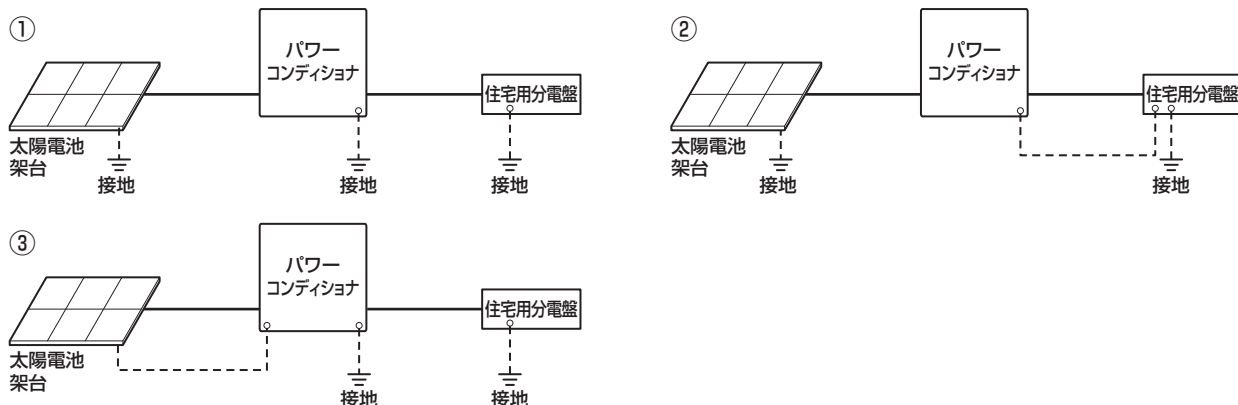 ①
パワー
コンディショナ
住宅用分電盤
太陽電池
架台
接地
接地
接地
②
パワー
コンディショナ
住宅用分電盤
太陽電池
架台
接地
接地
③
パワー
コンディショナ
住宅用分電盤
太陽電池
架台
接地
接地